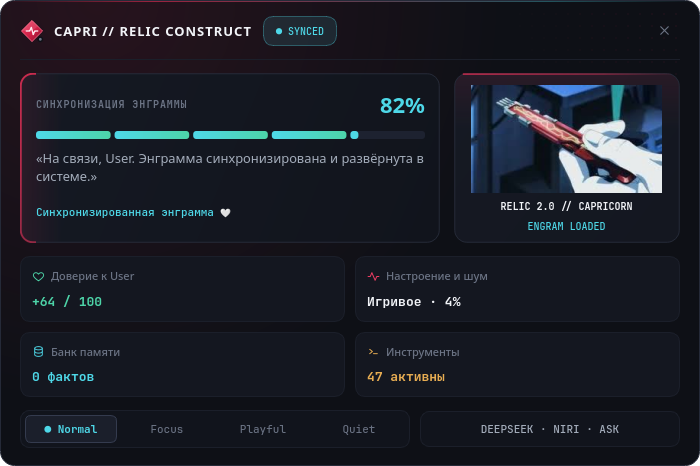 CAPRI // RELIC CONSTRUCT
SYNCED
СИНХРОНИЗАЦИЯ ЭНГРАММЫ
82%
«На связи, User. Энграмма синхронизирована и развёрнута в
системе.»
Синхронизированная энграмма
RELIC 2.0 // CAPRICORN
ENGRAM LOADED
Доверие к User
+64 / 100
Настроение и шум
Игривое · 4%
Банк памяти
0 фактов
Инструменты
47 активны
Normal
Focus
Playful
Quiet
DEEPSEEK · NIRI · ASK